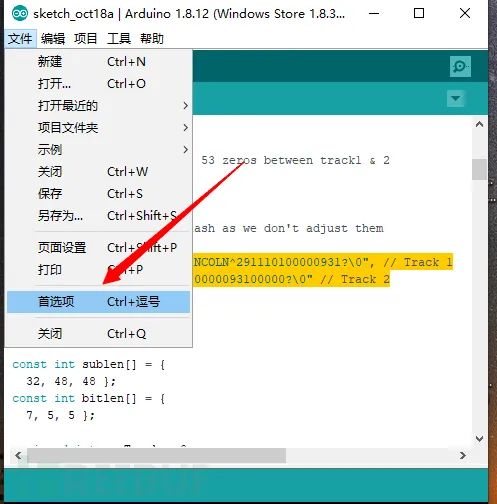 sketch_oct18a | Arduino 1.8.12 (Windows Store 1.8.3...
文件 编辑 项目 工具 帮助
新建 Ctrl+N
打开... Ctrl+O
打开最近的
项目文件夹
示例
关闭 Ctrl+W
保存 Ctrl+S
另存为... Ctrl+Shift+S
页面设置 Ctrl+Shift+P
打印 Ctrl+P
首选项 Ctrl+逗号
关闭 Ctrl+Q
53 zeros between track1 & 2
ash as we don't adjust them
NCOLN^291110100000931?\0", // Track 1
0000093100000?\0" // Track 2
const int sublen[] = {
32, 48, 48 };
const int bitlen[] = {
7, 5, 5 };